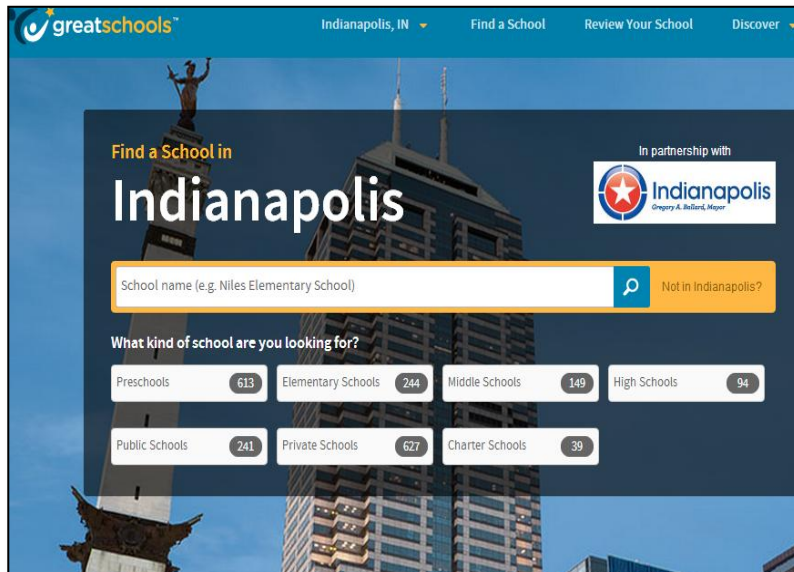 greatschools™
Indianapolis, IN
Find a School
Review Your School
Discover
Find a School in
Indianapolis
In partnership with
Indianapolis
Gregory A. Ballard, Mayor
School name (e.g. Niles Elementary School)
Not in Indianapolis?
What kind of school are you looking for?
Preschools 613
Elementary Schools 244
Middle Schools 149
High Schools 94
Public Schools 241
Private Schools 627
Charter Schools 39